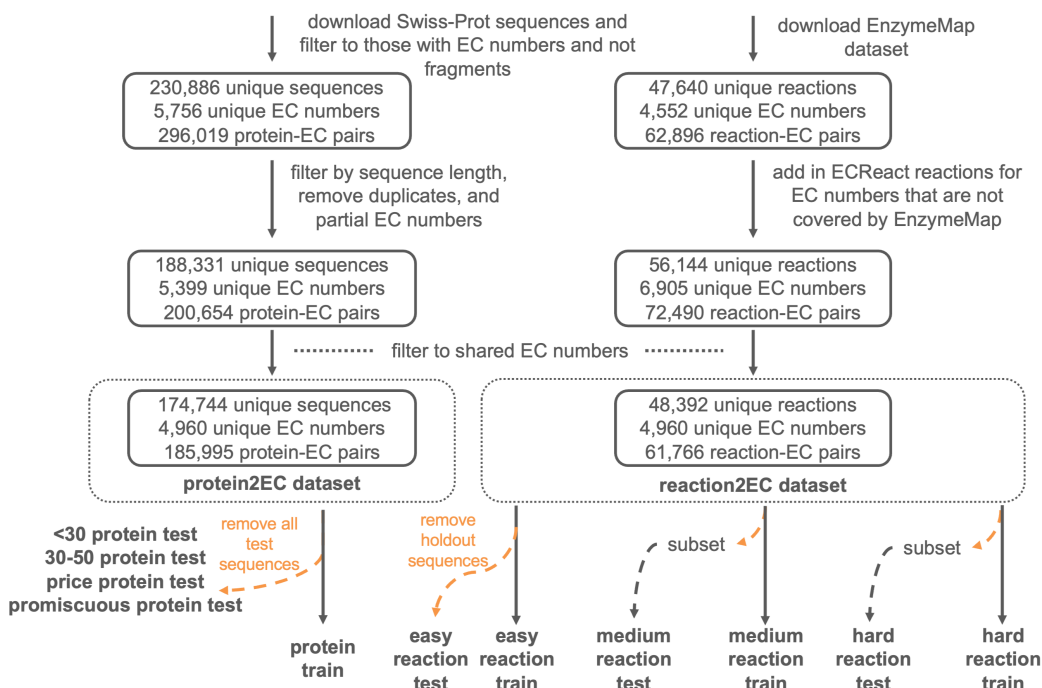 download Swiss-Prot sequences and
filter to those with EC numbers and not
fragments
download EnzymeMap
dataset
230,886 unique sequences
5,756 unique EC numbers
296,019 protein-EC pairs
47,640 unique reactions
4,552 unique EC numbers
62,896 reaction-EC pairs
filter by sequence length,
remove duplicates, and
partial EC numbers
add in ECReact reactions for
EC numbers that are not
covered by EnzymeMap
188,331 unique sequences
5,399 unique EC numbers
200,654 protein-EC pairs
56,144 unique reactions
6,905 unique EC numbers
72,490 reaction-EC pairs
filter to shared EC numbers
174,744 unique sequences
4,960 unique EC numbers
185,995 protein-EC pairs
protein2EC dataset
48,392 unique reactions
4,960 unique EC numbers
61,766 reaction-EC pairs
reaction2EC dataset
<30 protein test
30-50 protein test
price protein test
promiscuous protein test
remove all
test
sequences
protein
train
remove
holdout
sequences
easy
reaction
test
easy
reaction
train
subset
medium
reaction
test
medium
reaction
train
subset
hard
reaction
test
hard
reaction
train